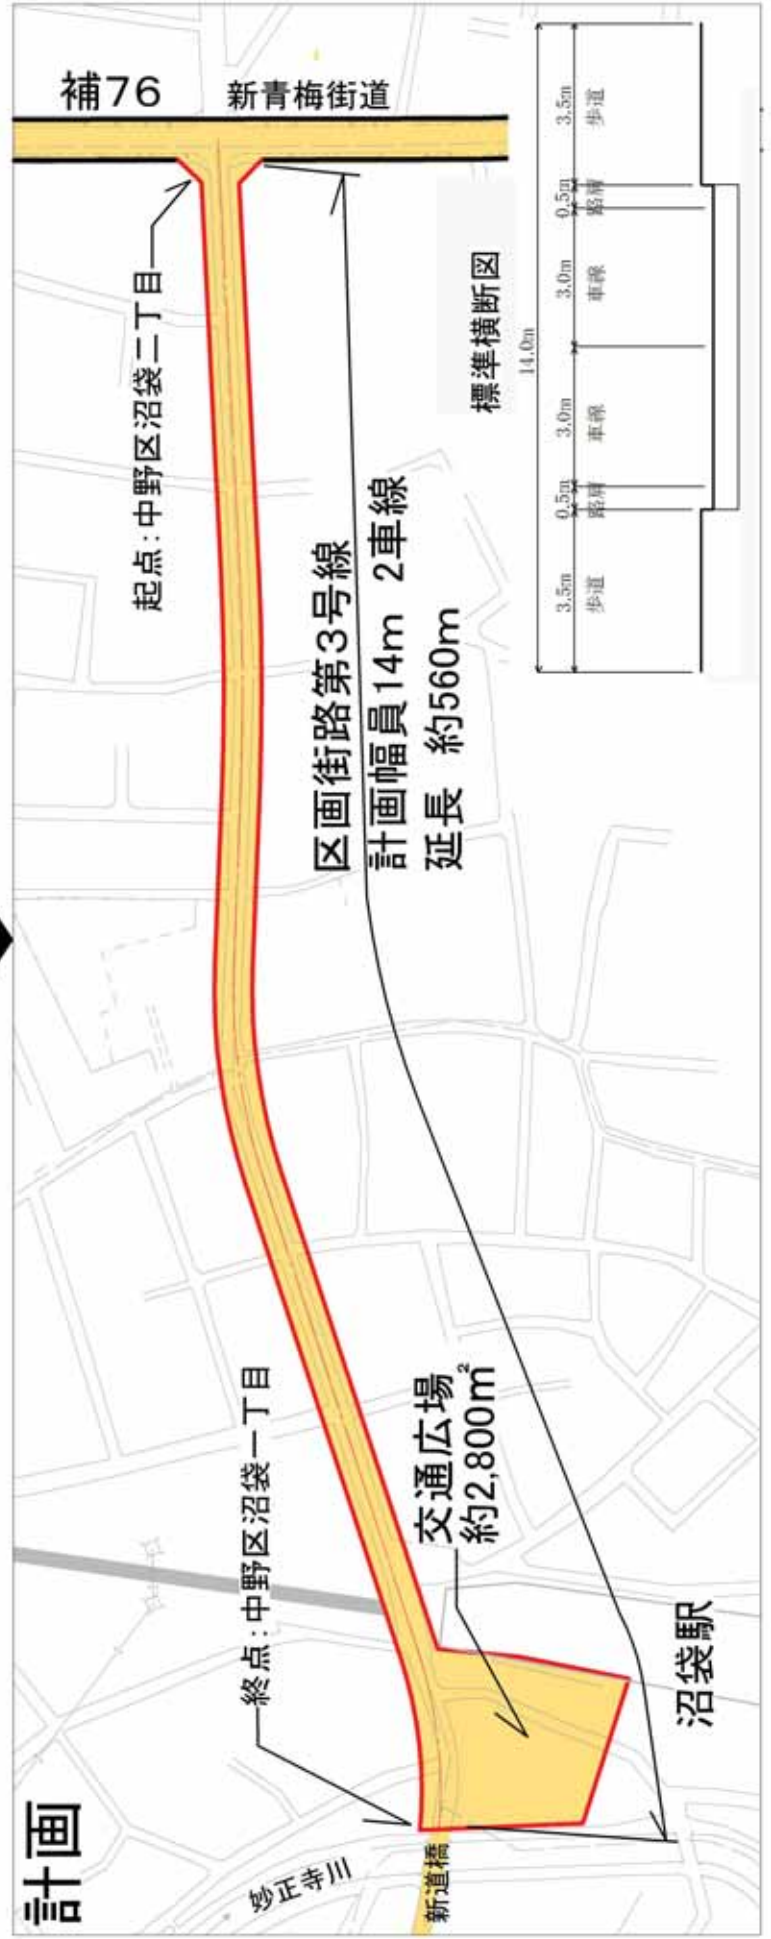 計画
補76
新青梅街道
起点:中野区沼袋二丁目
区画街路第3号線
計画幅員14m 2車線
延長 約560m
標準横断図
14.0m
3.5m
0.5m
3.0m
3.0m
0.5m
3.5m
歩道
路肩
車線
車線
路肩
歩道
終点:中野区沼袋一丁目
交通広場
約2,800m²
沼袋駅
妙正寺川
新道橋